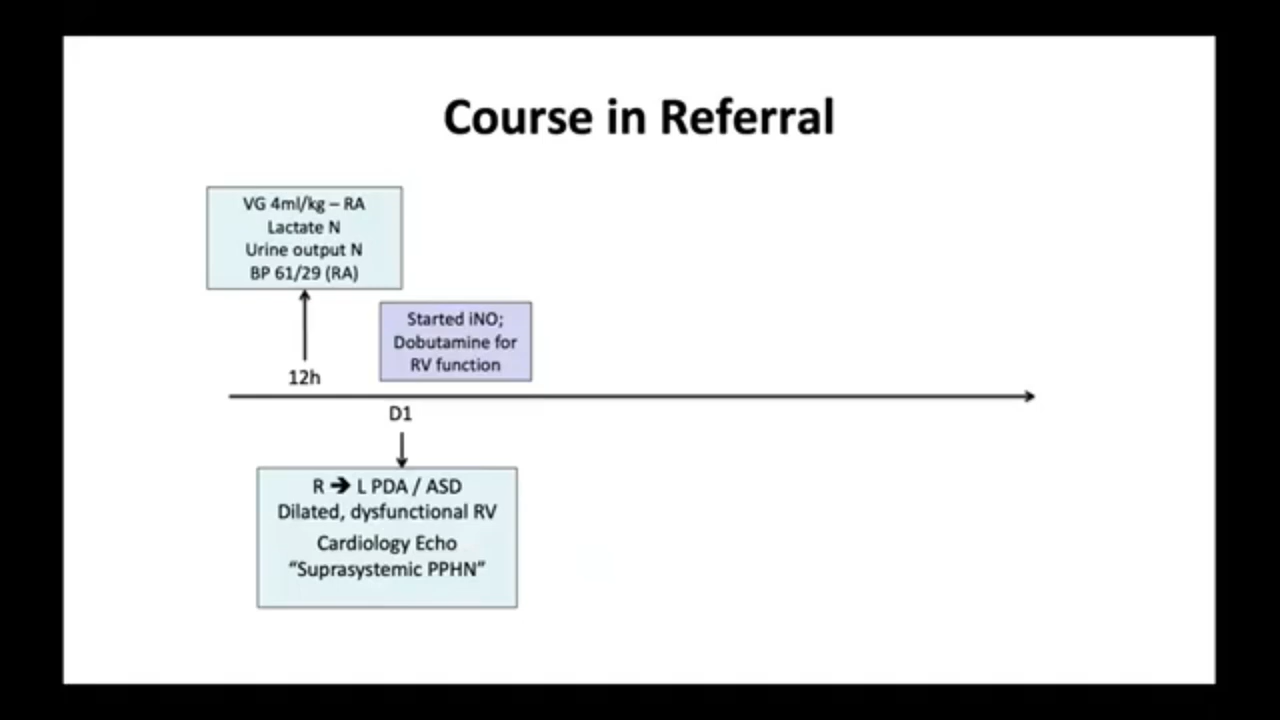 Course in Referral
VG 4ml/kg – RA
Lactate N
Urine output N
BP 61/29 (RA)
Started iNO;
Dobutamine for
RV function
12h
D1
R ➔ L PDA / ASD
Dilated, dysfunctional RV
Cardiology Echo
“Suprasystemic PPHN”